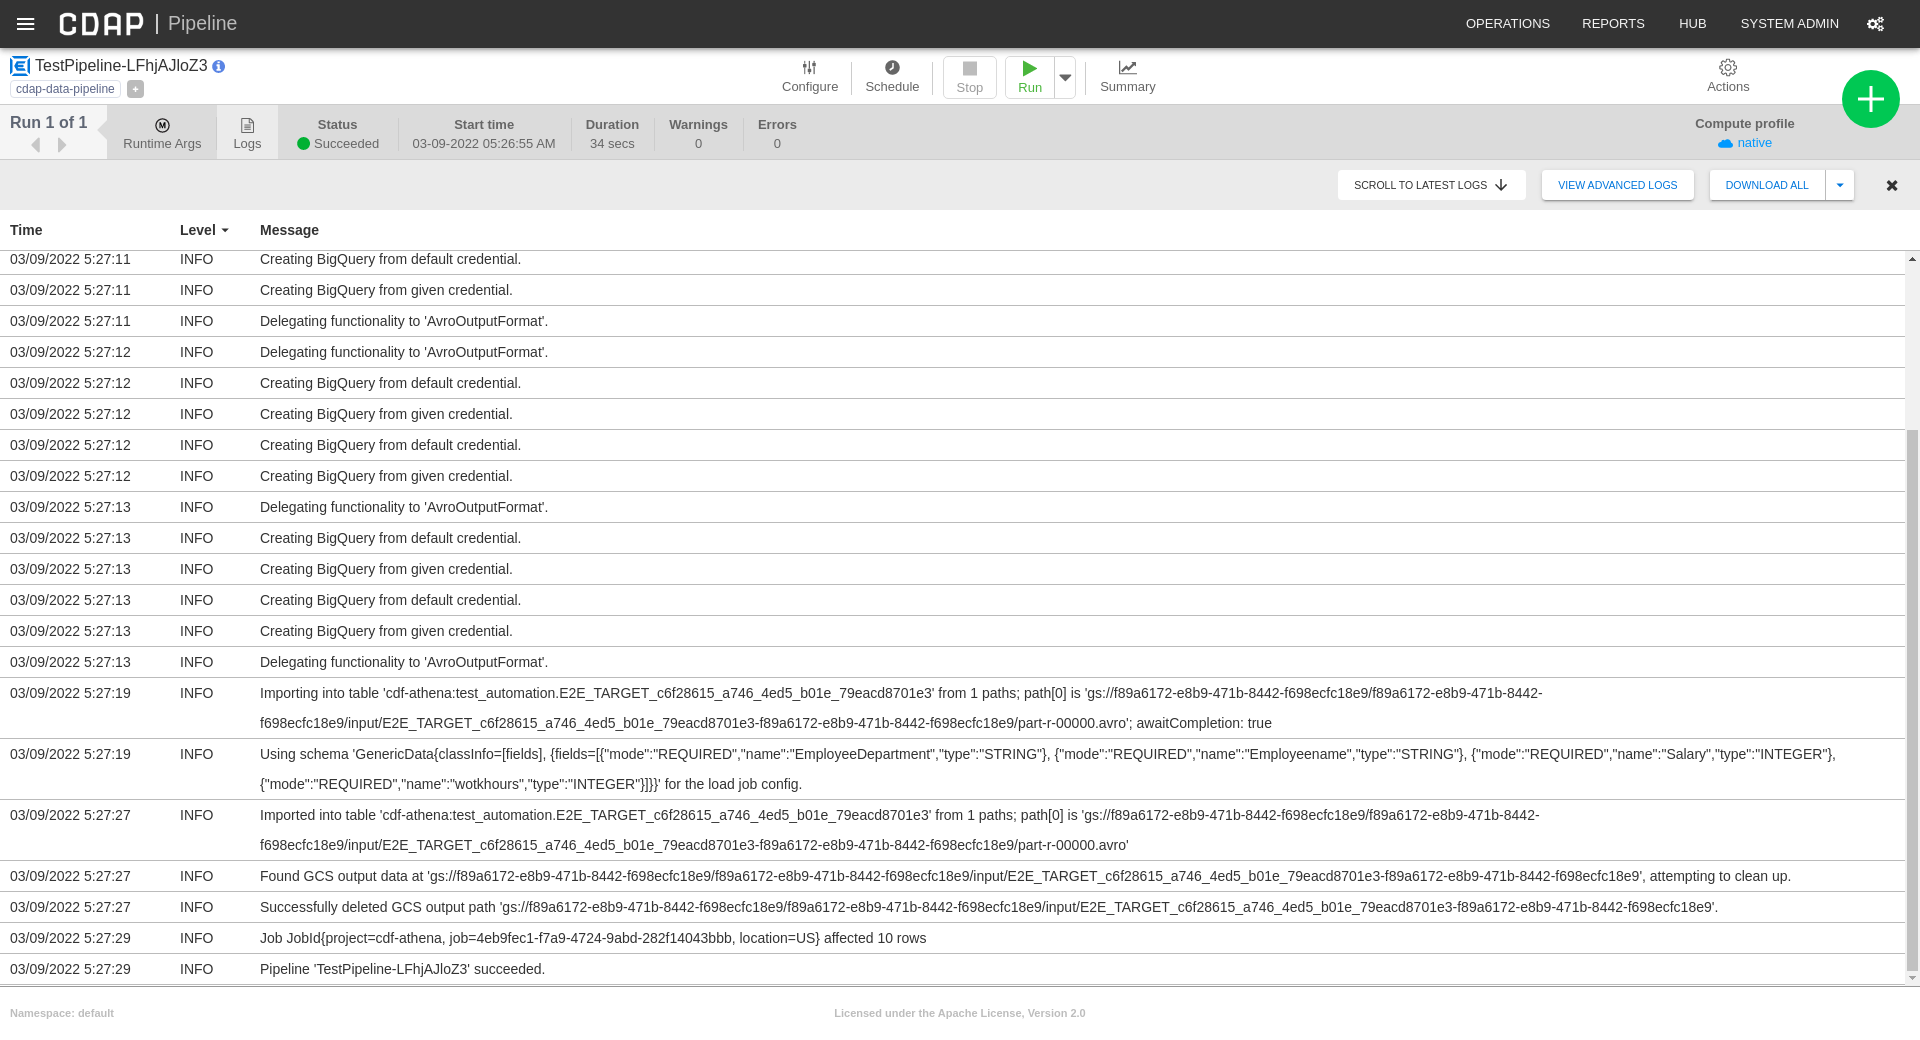 CDAP | Pipeline
OPERATIONS REPORTS HUB SYSTEM ADMIN
TestPipeline-LFhjAJloZ3
cdap-data-pipeline +
Configure Schedule Stop Run Summary Actions
Run 1 of 1
Runtime Args Logs
Status Start time Duration Warnings Errors Compute profile
Succeeded 03-09-2022 05:26:55 AM 34 secs 0 0 native
SCROLL TO LATEST LOGS VIEW ADVANCED LOGS DOWNLOAD ALL
Time Level Message
03/09/2022 5:27:11 INFO Creating BigQuery from default credential.
03/09/2022 5:27:11 INFO Creating BigQuery from given credential.
03/09/2022 5:27:11 INFO Delegating functionality to 'AvroOutputFormat'.
03/09/2022 5:27:12 INFO Delegating functionality to 'AvroOutputFormat'.
03/09/2022 5:27:12 INFO Creating BigQuery from default credential.
03/09/2022 5:27:12 INFO Creating BigQuery from given credential.
03/09/2022 5:27:12 INFO Creating BigQuery from default credential.
03/09/2022 5:27:12 INFO Creating BigQuery from given credential.
03/09/2022 5:27:13 INFO Delegating functionality to 'AvroOutputFormat'.
03/09/2022 5:27:13 INFO Creating BigQuery from default credential.
03/09/2022 5:27:13 INFO Creating BigQuery from given credential.
03/09/2022 5:27:13 INFO Creating BigQuery from default credential.
03/09/2022 5:27:13 INFO Creating BigQuery from given credential.
03/09/2022 5:27:13 INFO Delegating functionality to 'AvroOutputFormat'.
03/09/2022 5:27:19 INFO Importing into table 'cdf-athena:test_automation.E2E_TARGET_c6f28615_a746_4ed5_b01e_79eacd8701e3' from 1 paths; path[0] is 'gs://f89a6172-e8b9-471b-8442-f698ecfc18e9/f89a6172-e8b9-471b-8442-
f698ecfc18e9/input/E2E_TARGET_c6f28615_a746_4ed5_b01e_79eacd8701e3-f89a6172-e8b9-471b-8442-f698ecfc18e9/part-r-00000.avro'; awaitCompletion: true
03/09/2022 5:27:19 INFO Using schema 'GenericData{classInfo=[fields], {fields=[{"mode":"REQUIRED","name":"EmployeeDepartment","type":"STRING"}, {"mode":"REQUIRED","name":"Employeename","type":"STRING"}, {"mode":"REQUIRED","name":"Salary","type":"INTEGER"},
{"mode":"REQUIRED","name":"wotkhours","type":"INTEGER"}]}}' for the load job config.
03/09/2022 5:27:27 INFO Imported into table 'cdf-athena:test_automation.E2E_TARGET_c6f28615_a746_4ed5_b01e_79eacd8701e3' from 1 paths; path[0] is 'gs://f89a6172-e8b9-471b-8442-f698ecfc18e9/f89a6172-e8b9-471b-8442-
f698ecfc18e9/input/E2E_TARGET_c6f28615_a746_4ed5_b01e_79eacd8701e3-f89a6172-e8b9-471b-8442-f698ecfc18e9/part-r-00000.avro'
03/09/2022 5:27:27 INFO Found GCS output data at 'gs://f89a6172-e8b9-471b-8442-f698ecfc18e9/f89a6172-e8b9-471b-8442-f698ecfc18e9/input/E2E_TARGET_c6f28615_a746_4ed5_b01e_79eacd8701e3-f89a6172-e8b9-471b-8442-f698ecfc18e9', attempting to clean up.
03/09/2022 5:27:27 INFO Successfully deleted GCS output path 'gs://f89a6172-e8b9-471b-8442-f698ecfc18e9/f89a6172-e8b9-471b-8442-f698ecfc18e9/input/E2E_TARGET_c6f28615_a746_4ed5_b01e_79eacd8701e3-f89a6172-e8b9-471b-8442-f698ecfc18e9'.
03/09/2022 5:27:29 INFO Job JobId{project=cdf-athena, job=4eb9fec1-f7a9-4724-9abd-282f14043bbb, location=US} affected 10 rows
03/09/2022 5:27:29 INFO Pipeline 'TestPipeline-LFhjAJloZ3' succeeded.
Namespace: default Licensed under the Apache License, Version 2.0